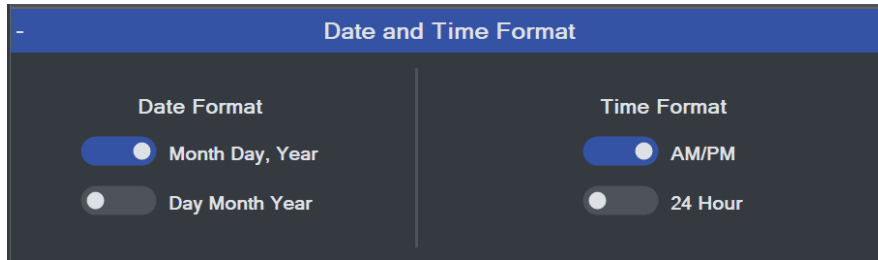 - Date and Time Format
Date Format
Month Day, Year
Day Month Year
Time Format
AM/PM
24 Hour